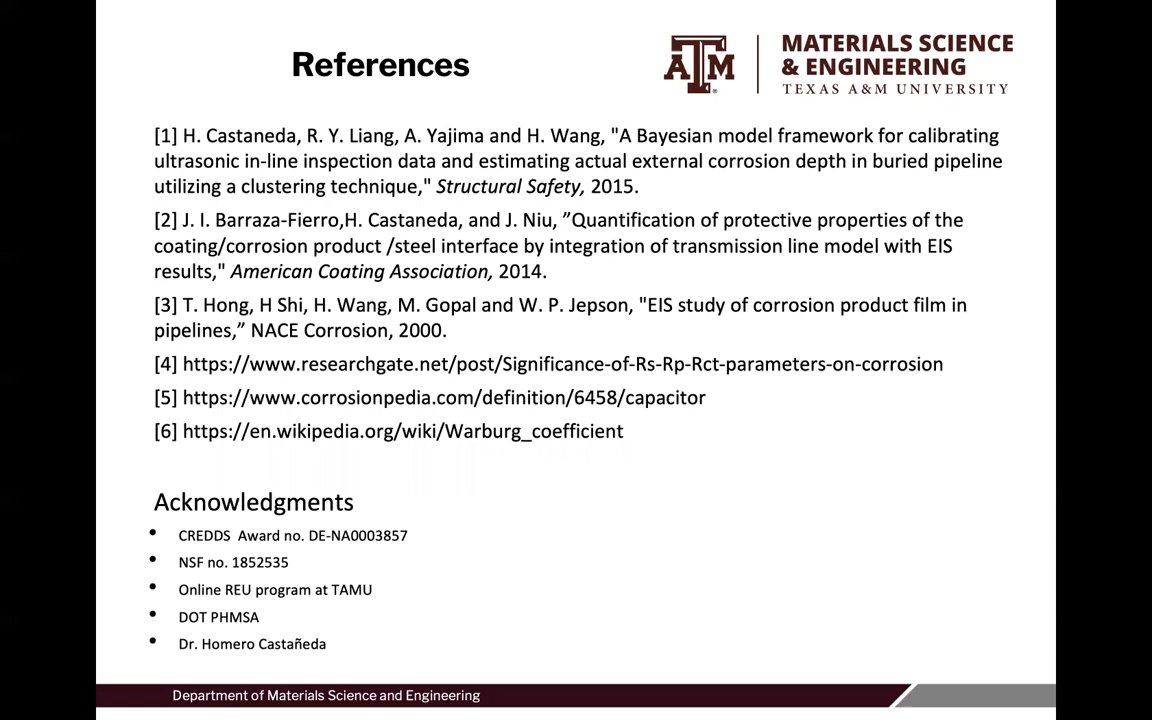 References
ATM
MATERIALS SCIENCE
& ENGINEERING
TEXAS A&M UNIVERSITY
[1] H. Castaneda, R. Y. Liang, A. Yajima and H. Wang, "A Bayesian model framework for calibrating
ultrasonic in-line inspection data and estimating actual external corrosion depth in buried pipeline
utilizing a clustering technique," Structural Safety, 2015.
[2] J. I. Barraza-Fierro,H. Castaneda, and J. Niu, ”Quantification of protective properties of the
coating/corrosion product /steel interface by integration of transmission line model with EIS
results," American Coating Association, 2014.
[3] T. Hong, H Shi, H. Wang, M. Gopal and W. P. Jepson, "EIS study of corrosion product film in
pipelines,” NACE Corrosion, 2000.
[4] https://www.researchgate.net/post/Significance-of-Rs-Rp-Rct-parameters-on-corrosion
[5] https://www.corrosionpedia.com/definition/6458/capacitor
[6] https://en.wikipedia.org/wiki/Warburg_coefficient
Acknowledgments
• CREDDS Award no. DE-NA0003857
• NSF no. 1852535
• Online REU program at TAMU
• DOT PHMSA
• Dr. Homero Castañeda
Department of Materials Science and Engineering